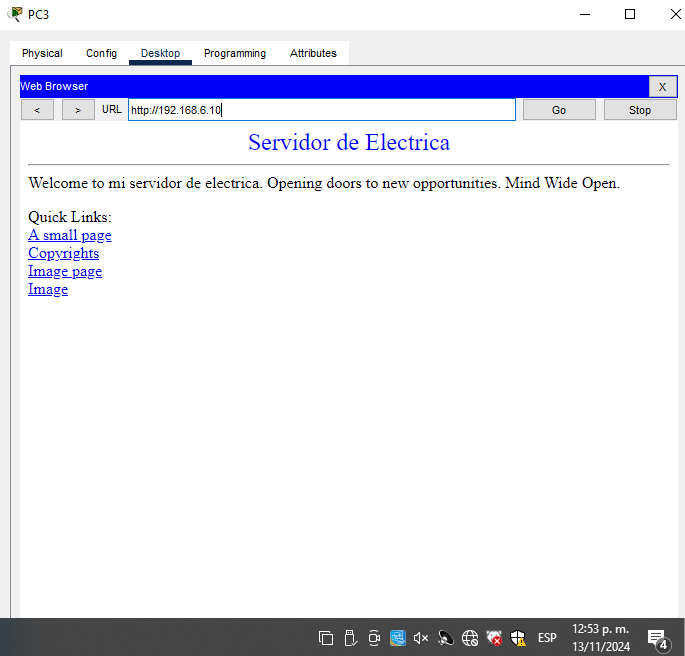 PC3
Physical Config Desktop Programming Attributes
Web Browser X
< > URL http://192.168.6.10 Go Stop
Servidor de Electrica
Welcome to mi servidor de electrica. Opening doors to new opportunities. Mind Wide Open.
Quick Links:
A small page
Copyrights
Image page
Image
ESP
12:53 p. m.
13/11/2024
4